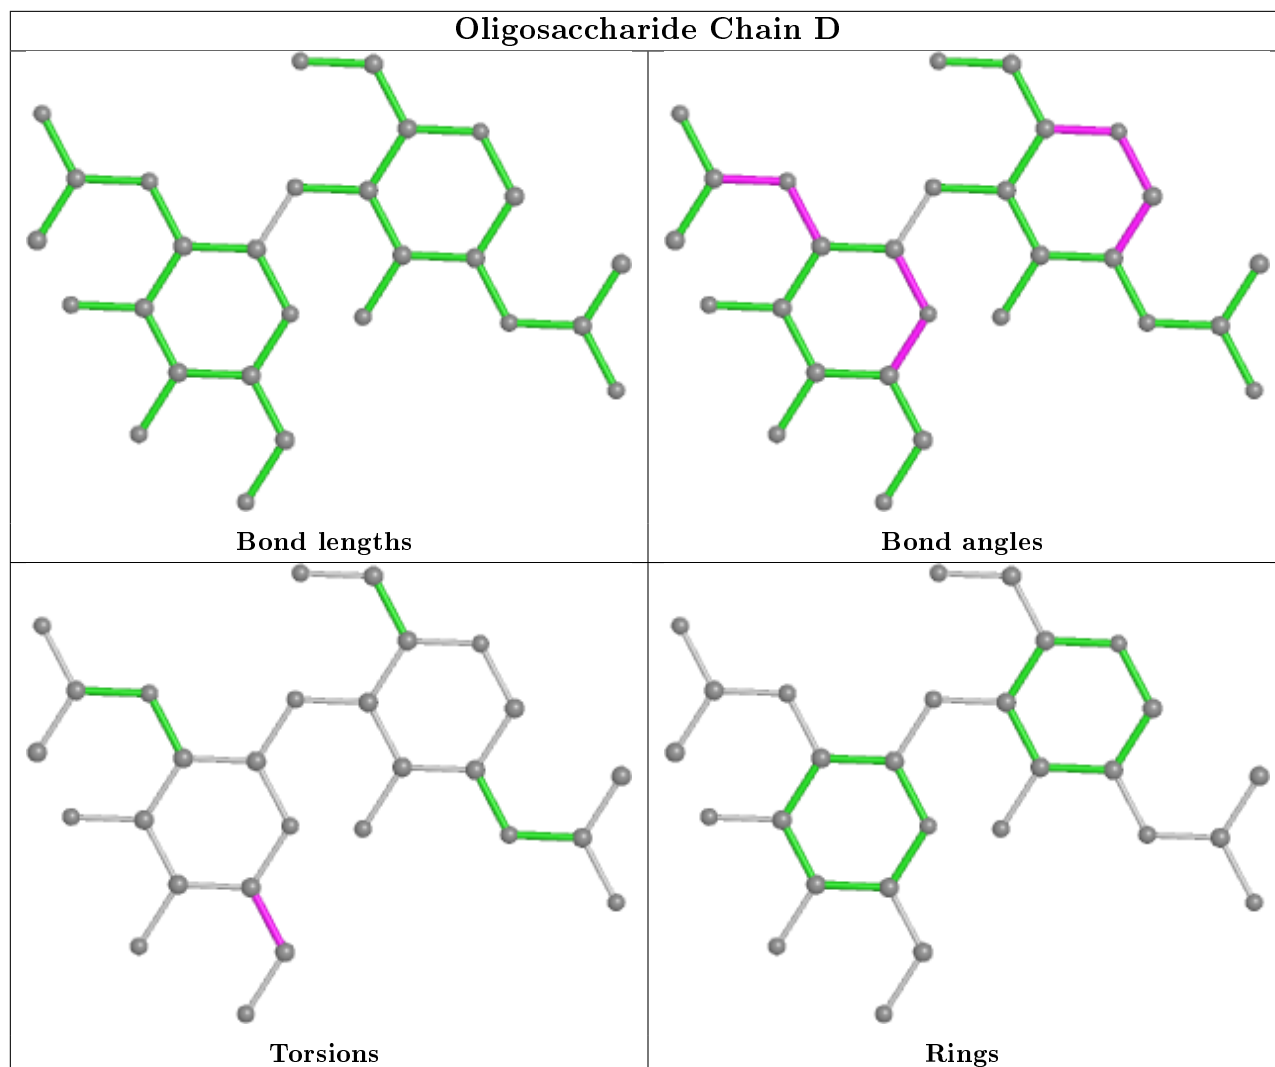 Oligosaccharide Chain D
Bond lengths
Bond angles
Torsions
Rings